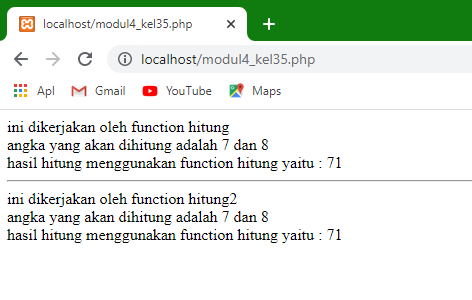 localhost/modul4_kel35.php
localhost/modul4_kel35.php
Apl Gmail YouTube Maps
ini dikerjakan oleh function hitung
angka yang akan dihitung adalah 7 dan 8
hasil hitung menggunakan function hitung yaitu : 71
ini dikerjakan oleh function hitung2
angka yang akan dihitung adalah 7 dan 8
hasil hitung menggunakan function hitung yaitu : 71